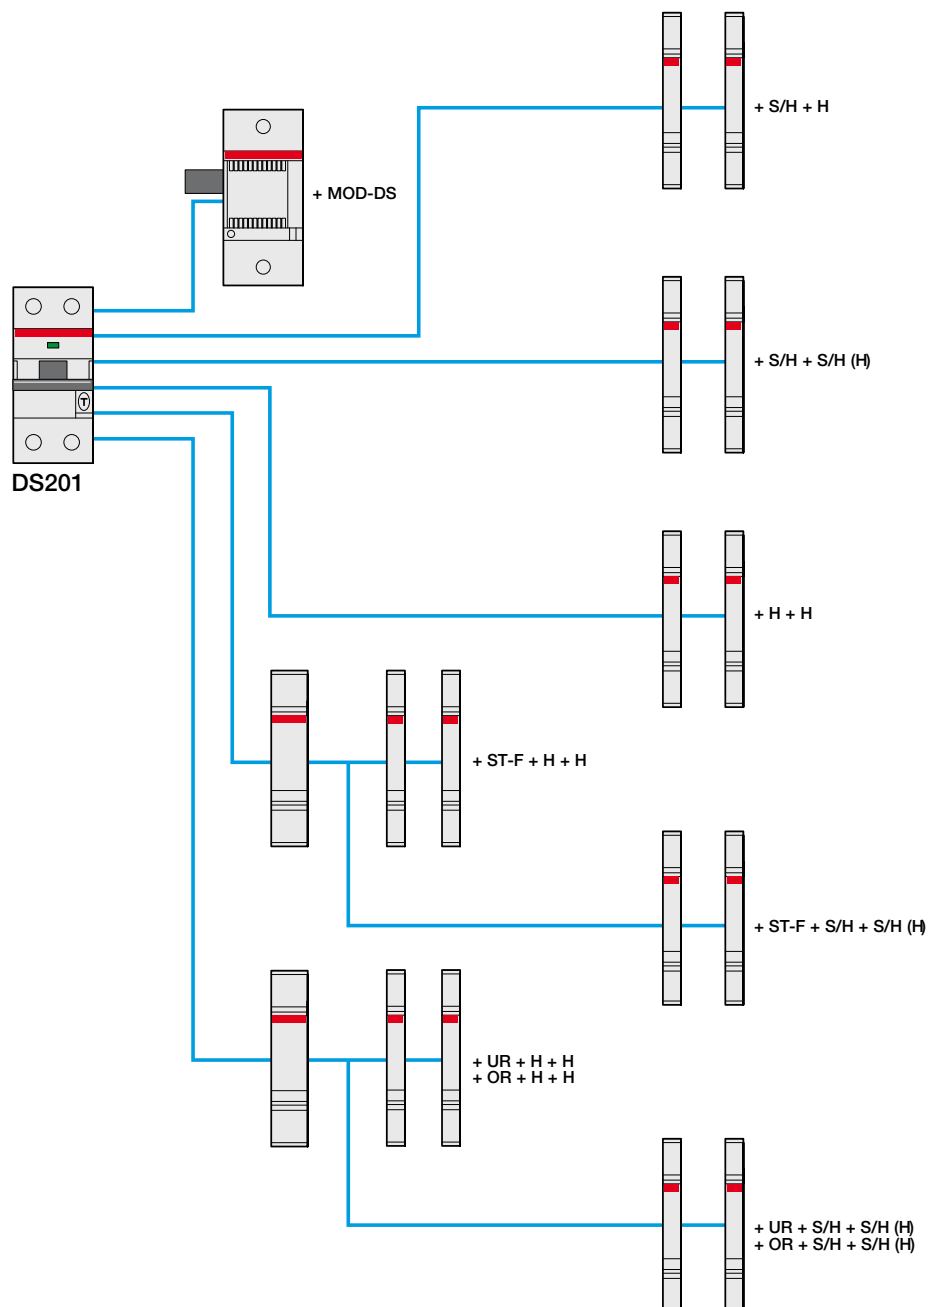 + S/H + H
+ MOD-DS
T
+ S/H + S/H (H)
DS201
+ H + H
+ ST-F + H + H
+ ST-F + S/H + S/H (H)
+ UR + H + H
+ OR + H + H
+ UR + S/H + S/H (H)
+ OR + S/H + S/H (H)